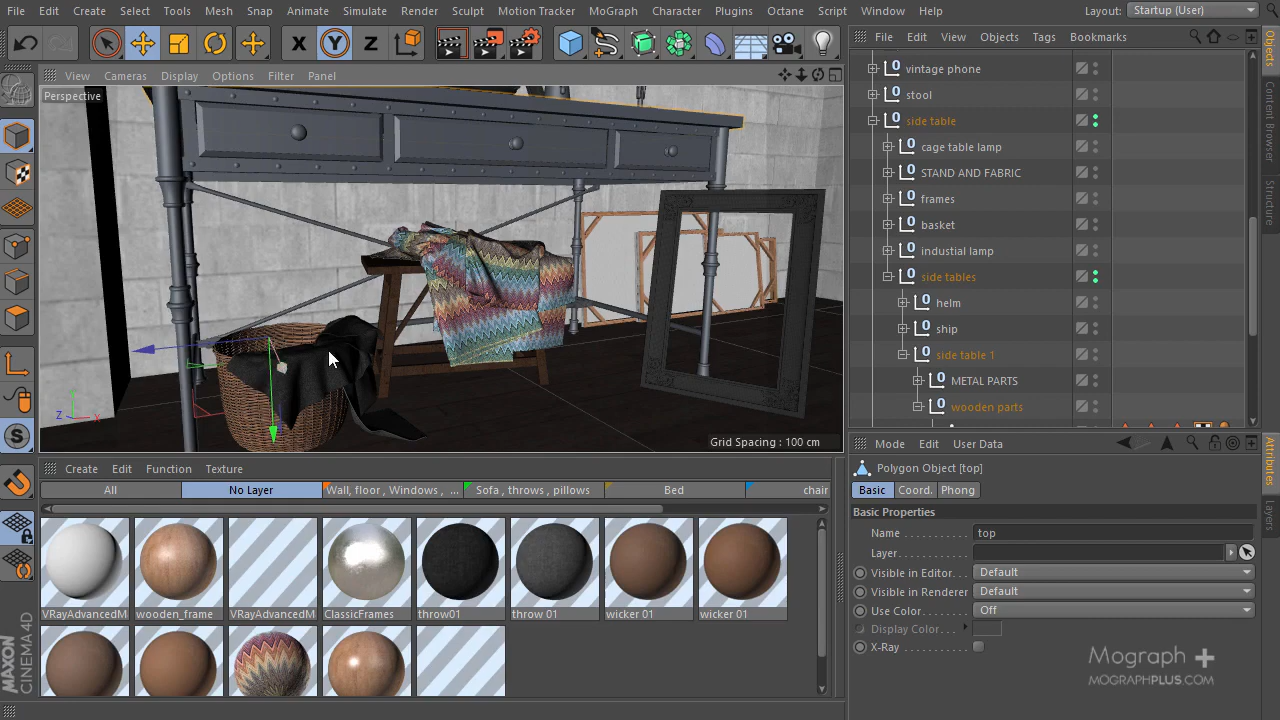 File Edit Create Select Tools Mesh Snap Animate Simulate Render Sculpt Motion Tracker MoGraph Character Plugins Octane Script Window Help Layout: Startup (User)
X Y Z
File Edit View Objects Tags Bookmarks
View Cameras Display Options Filter Panel
Perspective
vintage phone
stool
side table
cage table lamp
STAND AND FABRIC
frames
basket
industial lamp
side tables
helm
ship
side table 1
METAL PARTS
wooden parts
Objects
Content Browser
Structure
Z X Y
Grid Spacing : 100 cm
Create Edit Function Texture
All No Layer Wall, floor , Windows , ... Sofa , throws , pillows Bed chair
VRayAdvancedM wooden_frame VRayAdvancedM ClassicFrames throw01 throw 01 wicker 01 wicker 01
Mode Edit User Data
Polygon Object [top]
Basic Coord. Phong
Basic Properties
Name top
Layer
Visible in Editor Default
Visible in Renderer Default
Use Color Off
Display Color
X-Ray
Attributes
Layers
Mograph +
MOGRAPHPLUS.COM
MAXON
CINEMA 4D